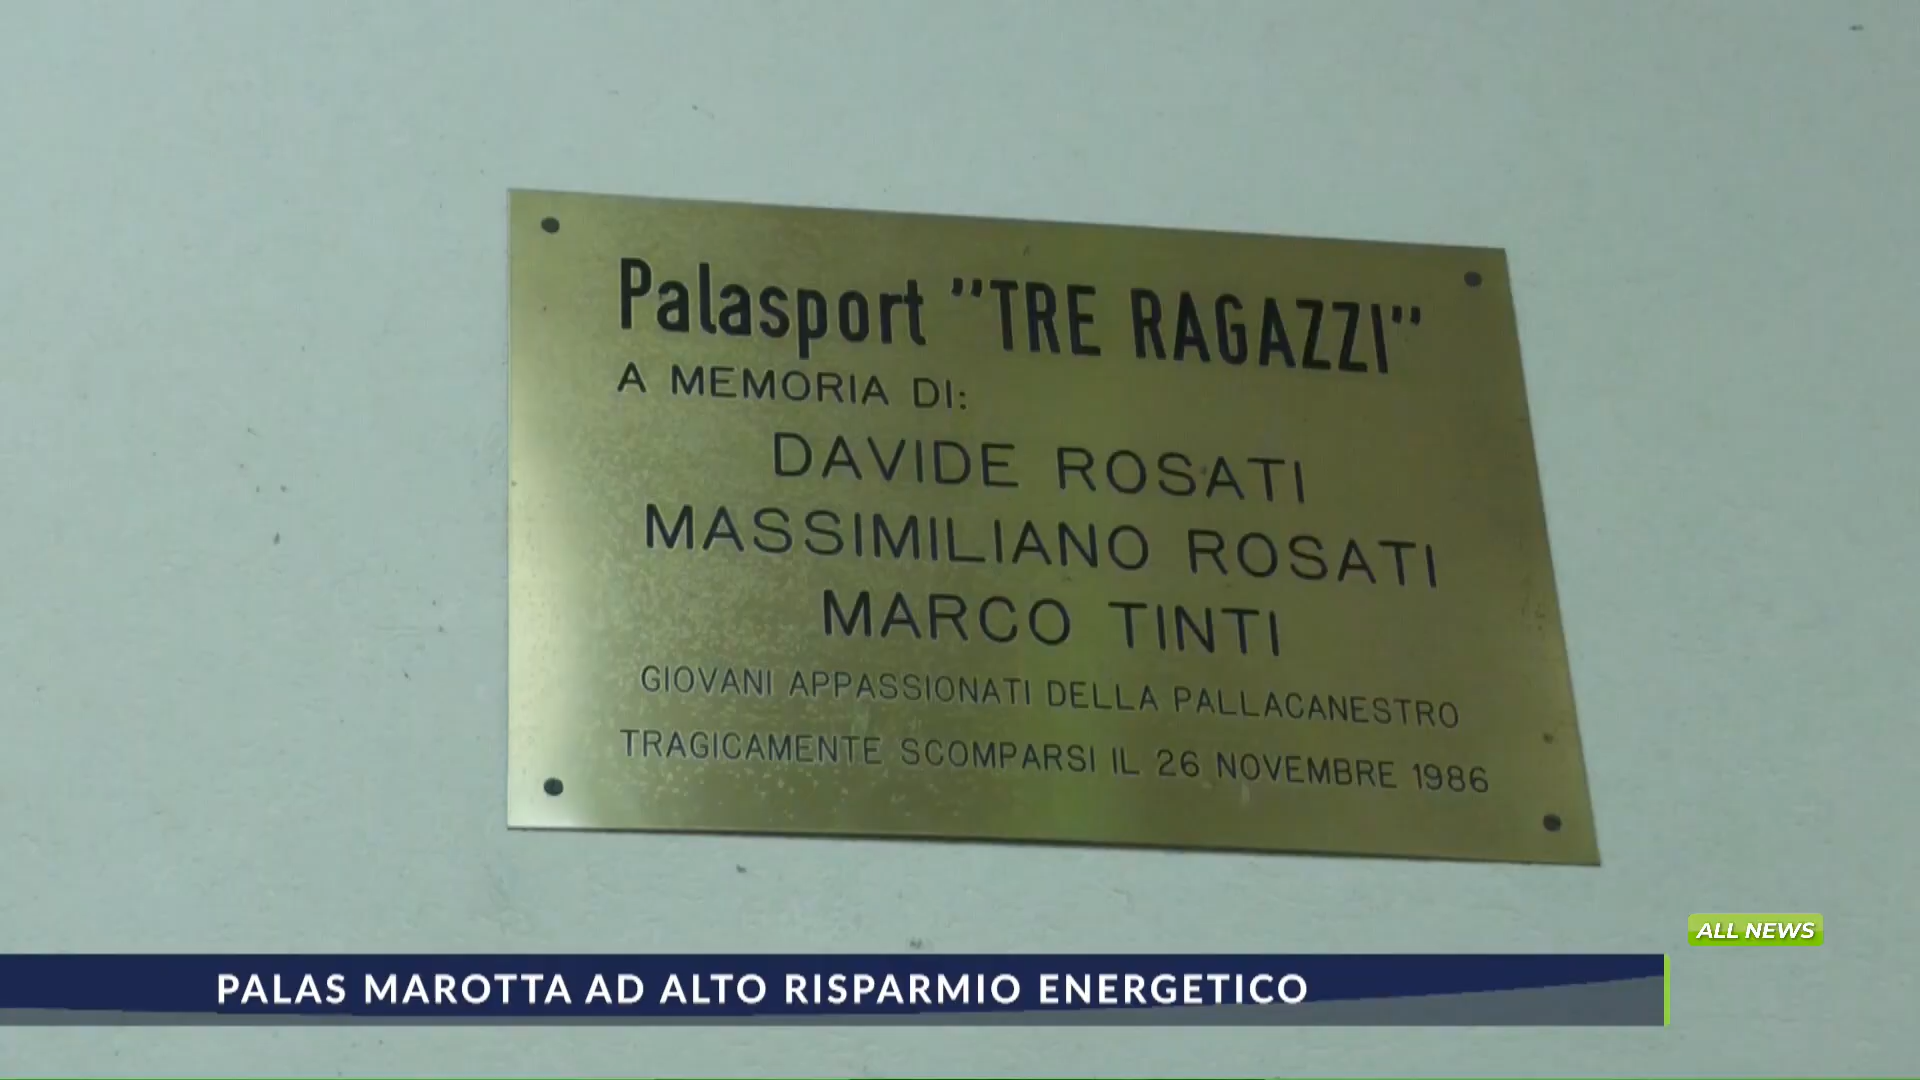 Palasport "TRE RAGAZZI"
A MEMORIA DI:
DAVIDE ROSATI
MASSIMILIANO ROSATI
MARCO TINTI
GIOVANI APPASSIONATI DELLA PALLACANESTRO
TRAGICAMENTE SCOMPARSI IL 26 NOVEMBRE 1986
ALL NEWS
PALAS MAROTTA AD ALTO RISPARMIO ENERGETICO